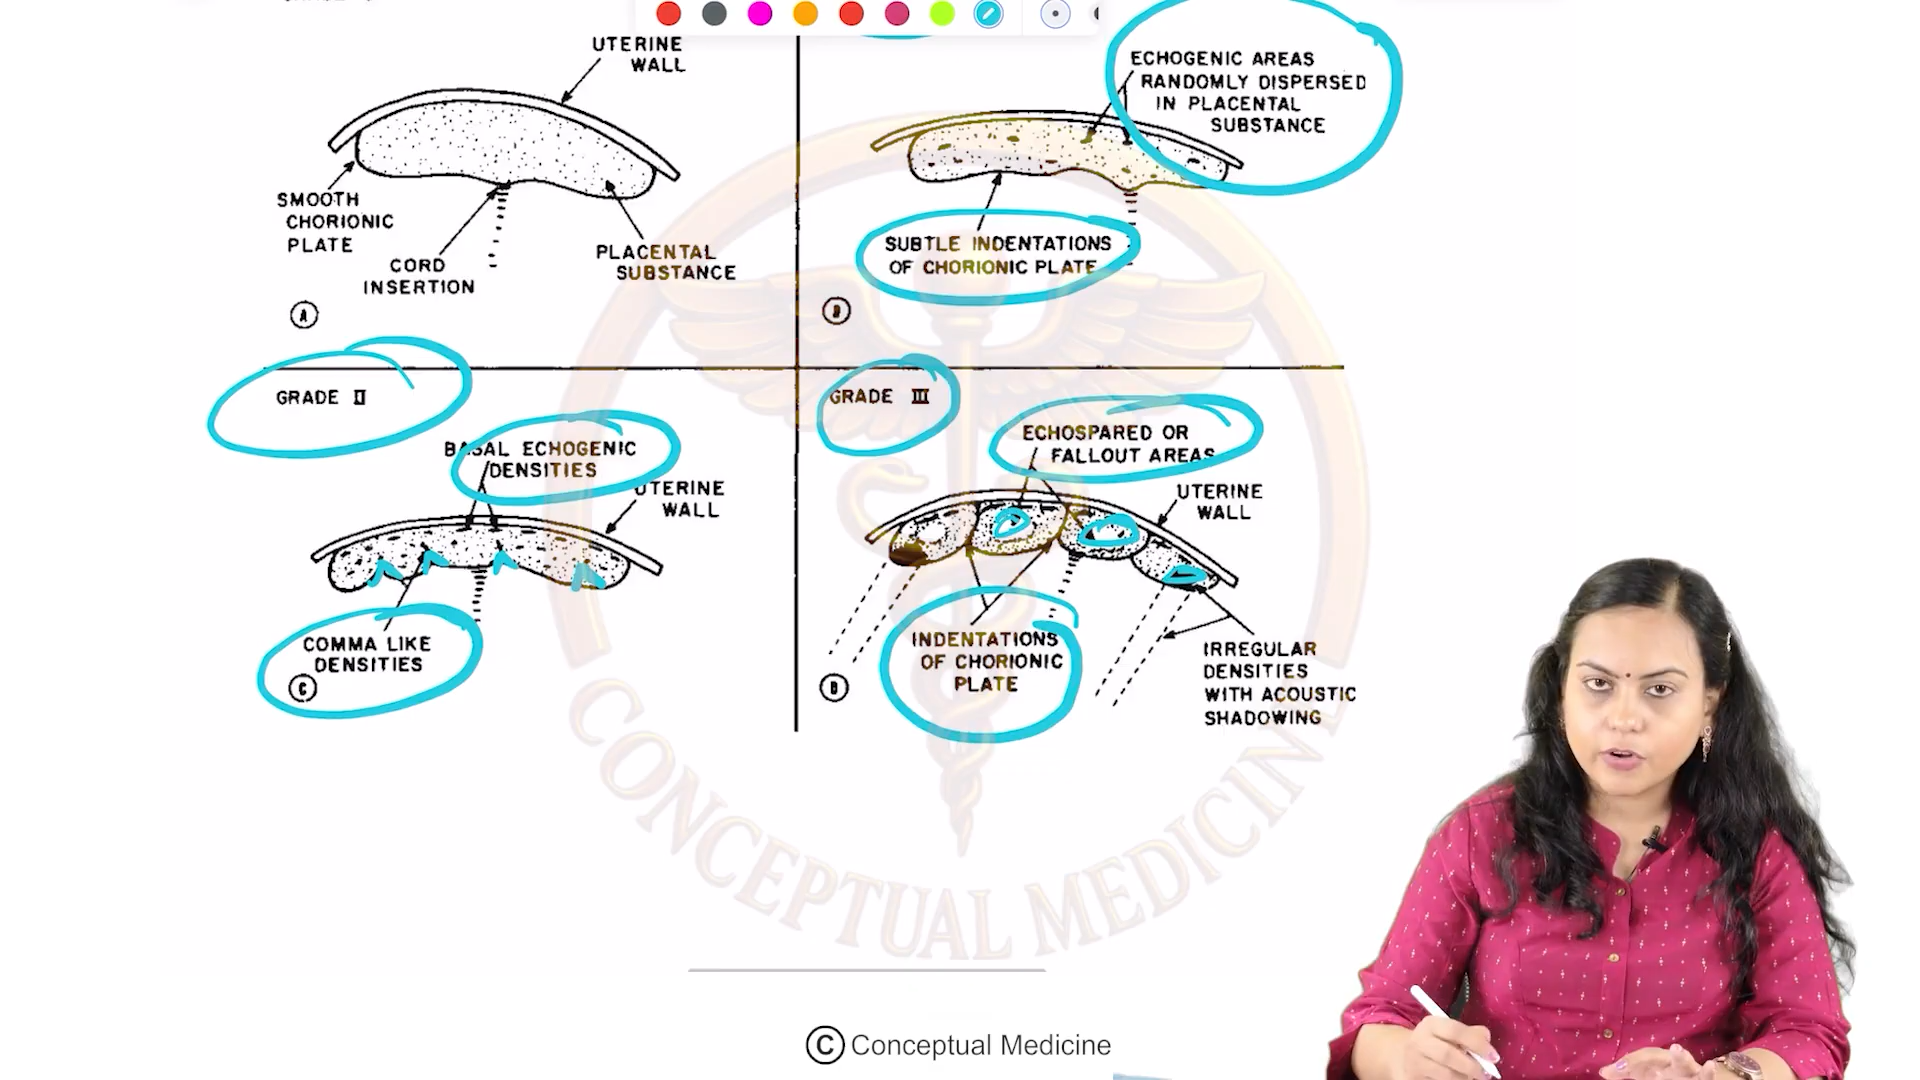 UTERINE
WALL
SMOOTH
CHORIONIC
PLATE
CORD
INSERTION
PLACENTAL
SUBSTANCE
A
ECHOGENIC AREAS
RANDOMLY DISPERSED
IN PLACENTAL
SUBSTANCE
SUBTLE INDENTATIONS
OF CHORIONIC PLATE
B
GRADE II
BASAL ECHOGENIC
DENSITIES
UTERINE
WALL
COMMA LIKE
DENSITIES
C
GRADE III
ECHOSPARED OR
FALLOUT AREAS
UTERINE
WALL
INDENTATIONS
OF CHORIONIC
PLATE
IRREGULAR
DENSITIES
WITH ACOUSTIC
SHADOWING
D
CONCEPTUAL MEDICINE
© Conceptual Medicine